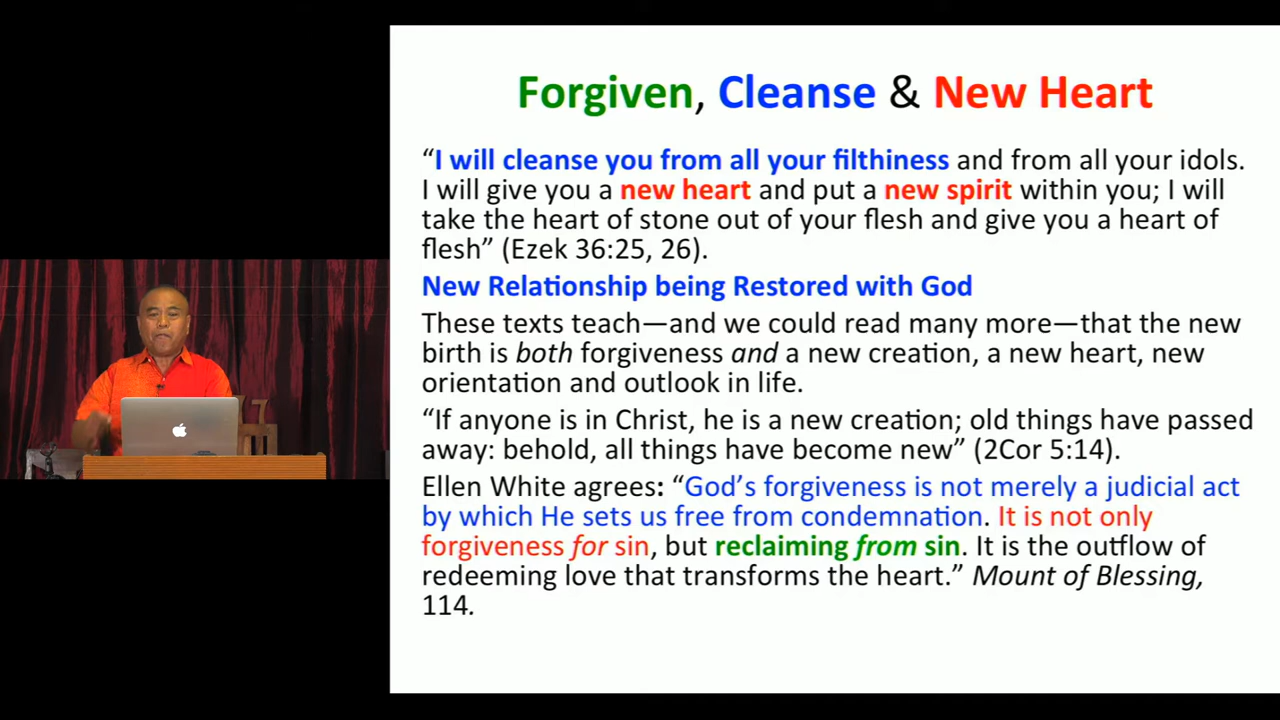 Forgiven, Cleanse & New Heart
“I will cleanse you from all your filthiness and from all your idols.
I will give you a new heart and put a new spirit within you; I will
take the heart of stone out of your flesh and give you a heart of
flesh” (Ezek 36:25, 26).
New Relationship being Restored with God
These texts teach—and we could read many more—that the new
birth is both forgiveness and a new creation, a new heart, new
orientation and outlook in life.
“If anyone is in Christ, he is a new creation; old things have passed
away: behold, all things have become new” (2Cor 5:14).
Ellen White agrees: “God’s forgiveness is not merely a judicial act
by which He sets us free from condemnation. It is not only
forgiveness for sin, but reclaiming from sin. It is the outflow of
redeeming love that transforms the heart.” Mount of Blessing,
114.